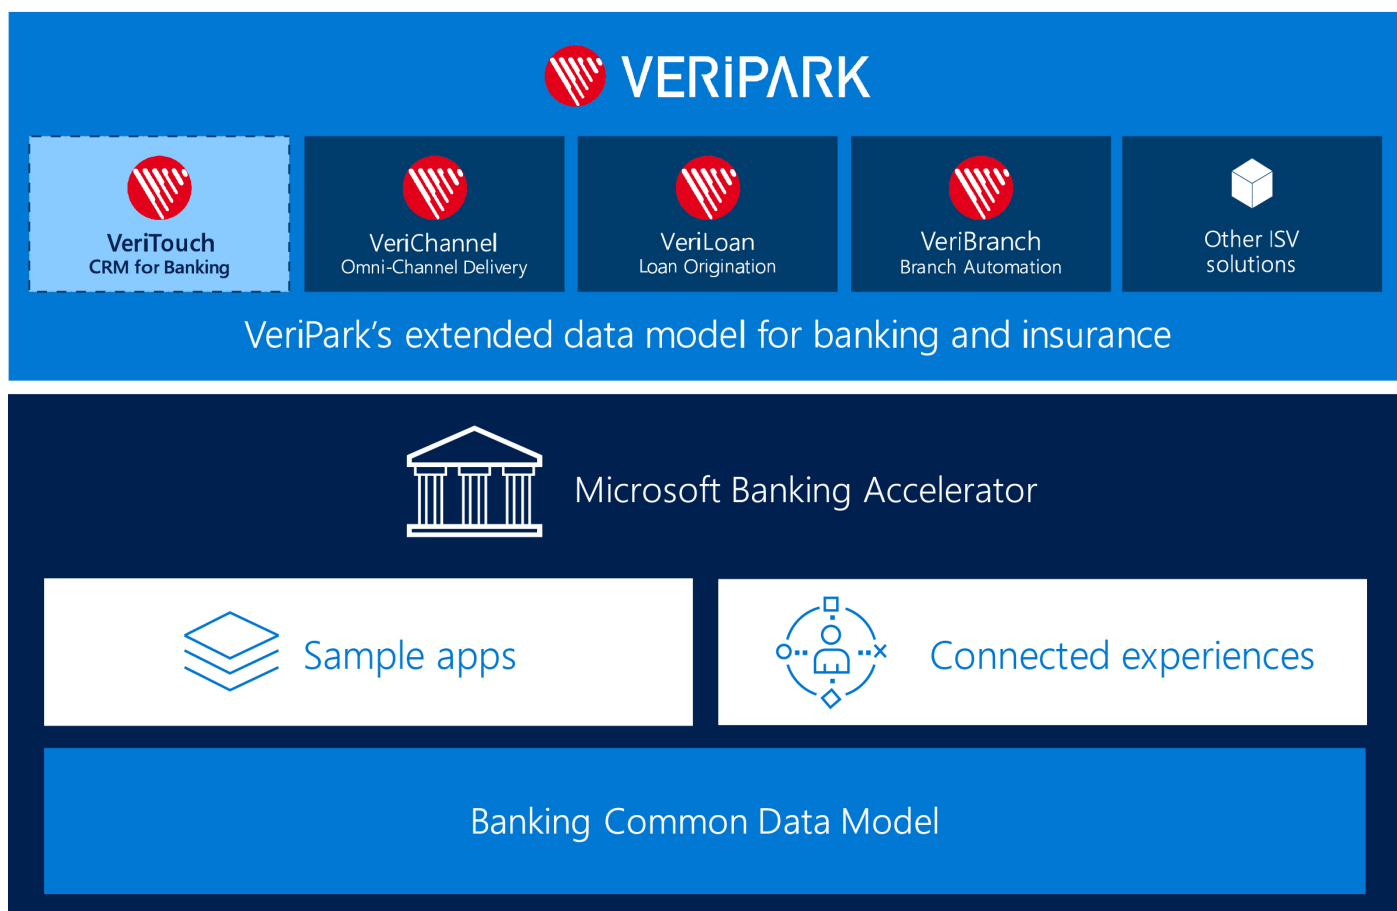 VERiPARK
VeriTouch
CRM for Banking
VeriChannel
Omni-Channel Delivery
VeriLoan
Loan Origination
VeriBranch
Branch Automation
Other ISV
solutions
VeriPark's extended data model for banking and insurance
Microsoft Banking Accelerator
Sample apps
Connected experiences
Banking Common Data Model